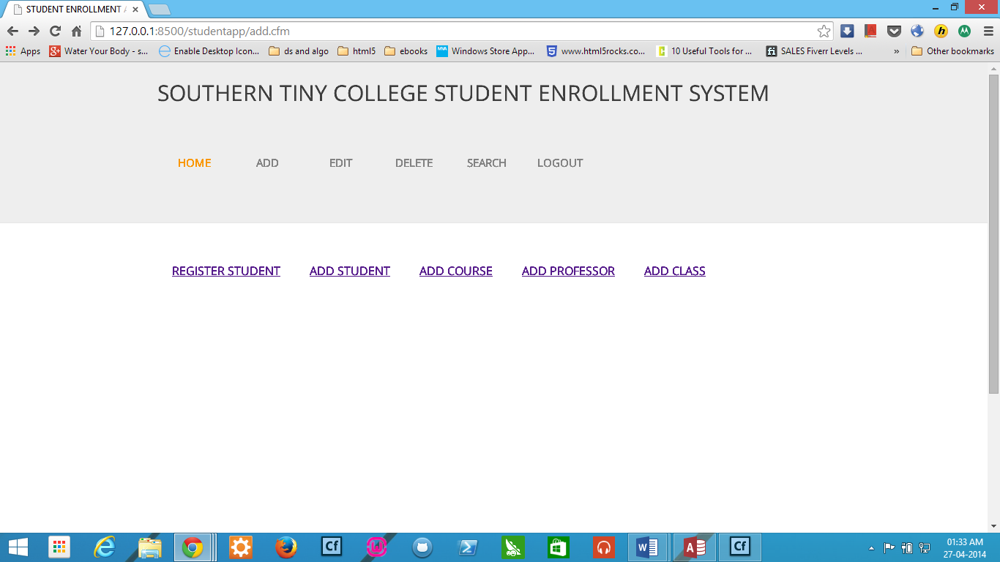 STUDENT ENROLLMENT A
127.0.0.1:8500/studentapp/add.cfm
Apps Water Your Body - s... Enable Desktop Icon... ds and algo html5 ebooks Windows Store App... www.html5rocks.co... 10 Useful Tools for ... SALES Fiverr Levels ... » Other bookmarks
SOUTHERN TINY COLLEGE STUDENT ENROLLMENT SYSTEM
HOME ADD EDIT DELETE SEARCH LOGOUT
REGISTER STUDENT ADD STUDENT ADD COURSE ADD PROFESSOR ADD CLASS
01:33 AM
27-04-2014